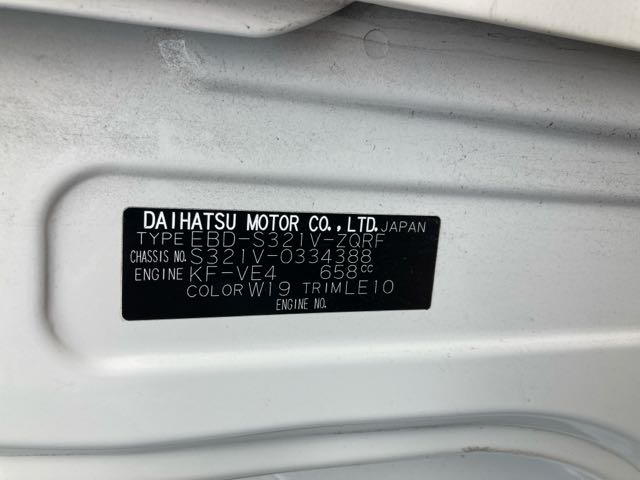 DAIHATSU MOTOR CO.,LTD. JAPAN
TYPE EBD-S321V-ZQRF
CHASSIS NO. S321V-0334388
ENGINE KF-VE4 658cc
COLOR W19 TRIM LE10
ENGINE NO.